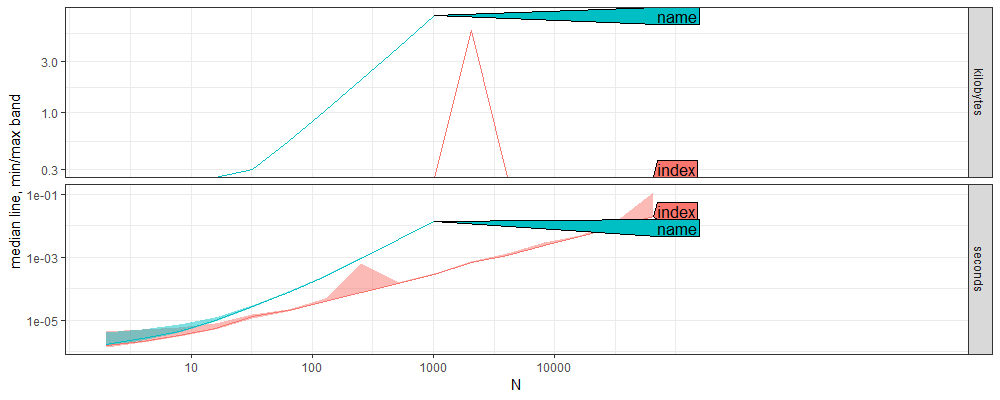 name
3.0
1.0
0.3
index
kilobytes
median line, min/max band
1e-01
1e-03
1e-05
index
name
seconds
10
100
1000
10000
N